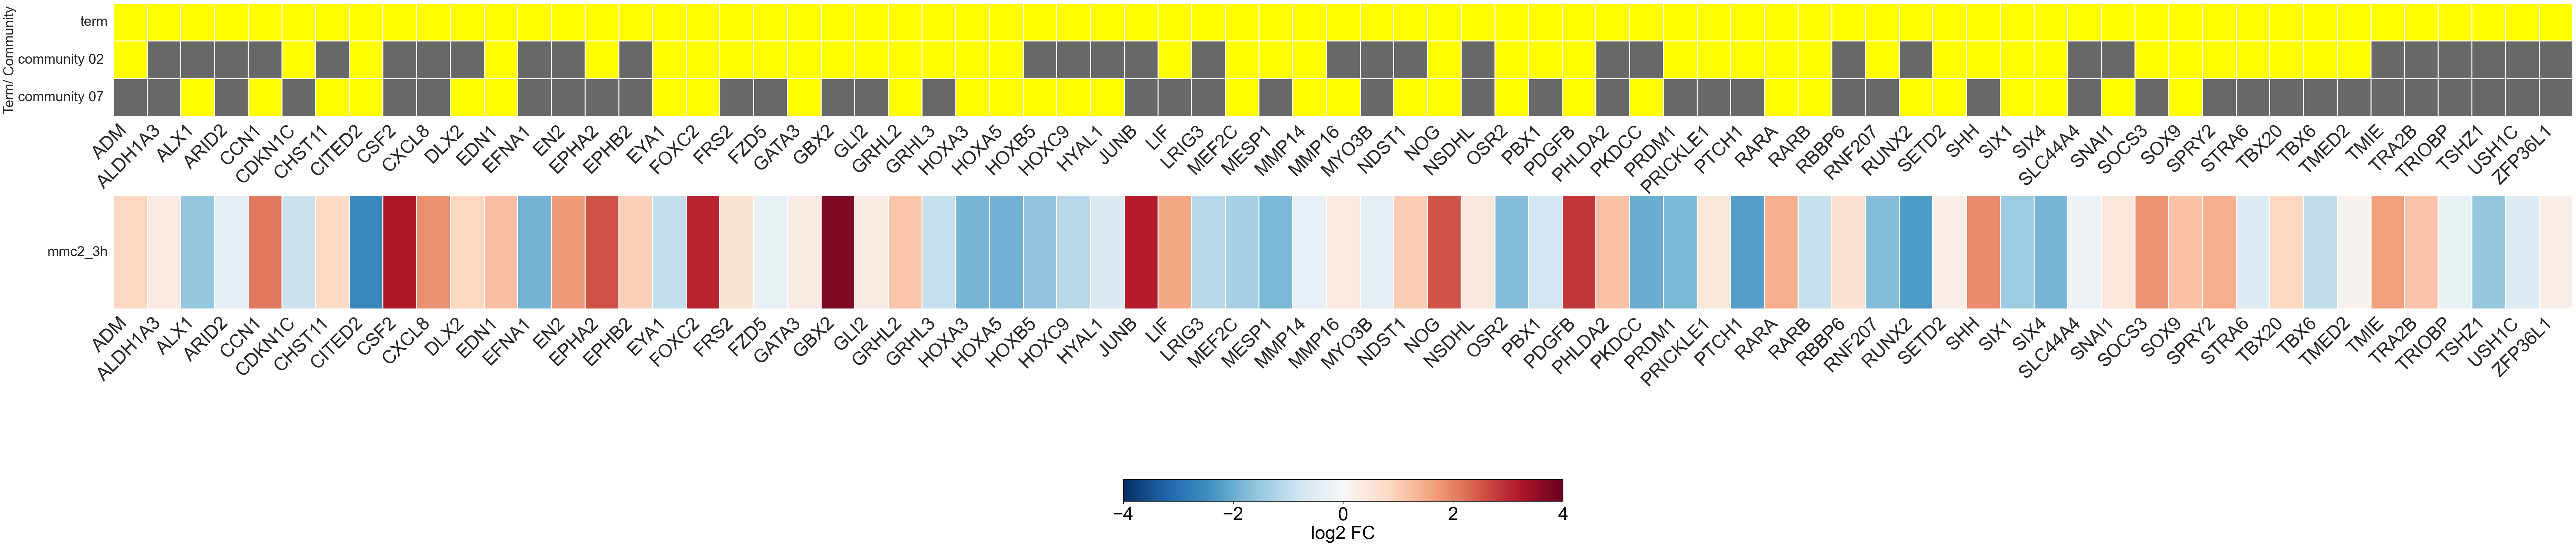 Term/ Community
term
community 02
community 07
ADM ALDH1A3 ALX1 ARID2 CCN1 CDKN1C CHST11 CITED2 CSF2 CXCL8 DLX2 EDN1 EFNA1 EN2 EPHA2 EPHB2 EYA1 FOXC2 FRS2 FZD5 GATA3 GBX2 GLI2 GRHL2 GRHL3 HOXA3 HOXA5 HOXB5 HOXC9 HYAL1 JUNB LIF LRIG3 MEF2C MESP1 MMP14 MMP16 MYO3B NDST1 NOG NSDHL OSR2 PBX1 PDGFB PHLDA2 PKDCC PRDM1 PRICKLE1 PTCH1 RARA RARB RBBP6 RNF207 RUNX2 SETD2 SHH SIX1 SIX4 SLC44A4 SNAI1 SOCS3 SOX9 SPRY2 STRA6 TBX20 TBX6 TMED2 TMIE TRA2B TRIOBP TSHZ1 USH1C ZFP36L1
mmc2_3h
ADM ALDH1A3 ALX1 ARID2 CCN1 CDKN1C CHST11 CITED2 CSF2 CXCL8 DLX2 EDN1 EFNA1 EN2 EPHA2 EPHB2 EYA1 FOXC2 FRS2 FZD5 GATA3 GBX2 GLI2 GRHL2 GRHL3 HOXA3 HOXA5 HOXB5 HOXC9 HYAL1 JUNB LIF LRIG3 MEF2C MESP1 MMP14 MMP16 MYO3B NDST1 NOG NSDHL OSR2 PBX1 PDGFB PHLDA2 PKDCC PRDM1 PRICKLE1 PTCH1 RARA RARB RBBP6 RNF207 RUNX2 SETD2 SHH SIX1 SIX4 SLC44A4 SNAI1 SOCS3 SOX9 SPRY2 STRA6 TBX20 TBX6 TMED2 TMIE TRA2B TRIOBP TSHZ1 USH1C ZFP36L1
−4 −2 0 2 4
log2 FC